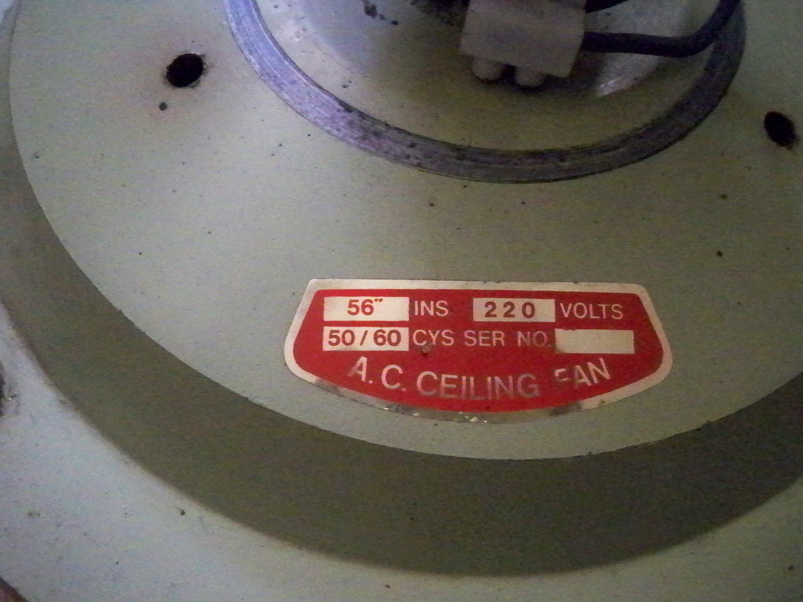 56" INS 220 VOLTS
50/60 CYS SER NO.
A.C. CEILING FAN